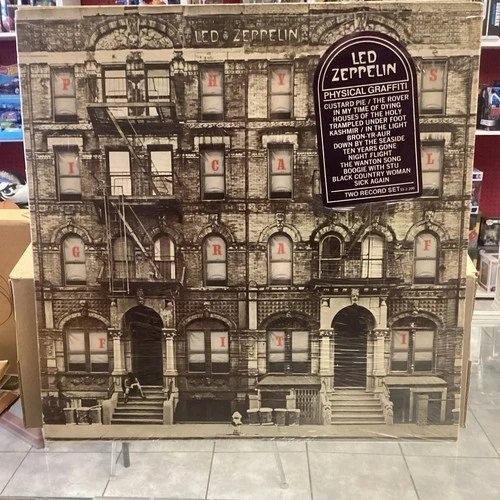 LED ZEPPELIN
P H Y S
I C A L
G R A F
F I T I
LED
ZEPPELIN
PHYSICAL GRAFFITI
CUSTARD PIE / THE ROVER
IN MY TIME OF DYING
HOUSES OF THE HOLY
TRAMPLED UNDER FOOT
KASHMIR / IN THE LIGHT
BRON-YR-AUR
DOWN BY THE SEASIDE
TEN YEARS GONE
NIGHT FLIGHT
THE WANTON SONG
BOOGIE WITH STU
BLACK COUNTRY WOMAN
SICK AGAIN
TWO RECORD SET